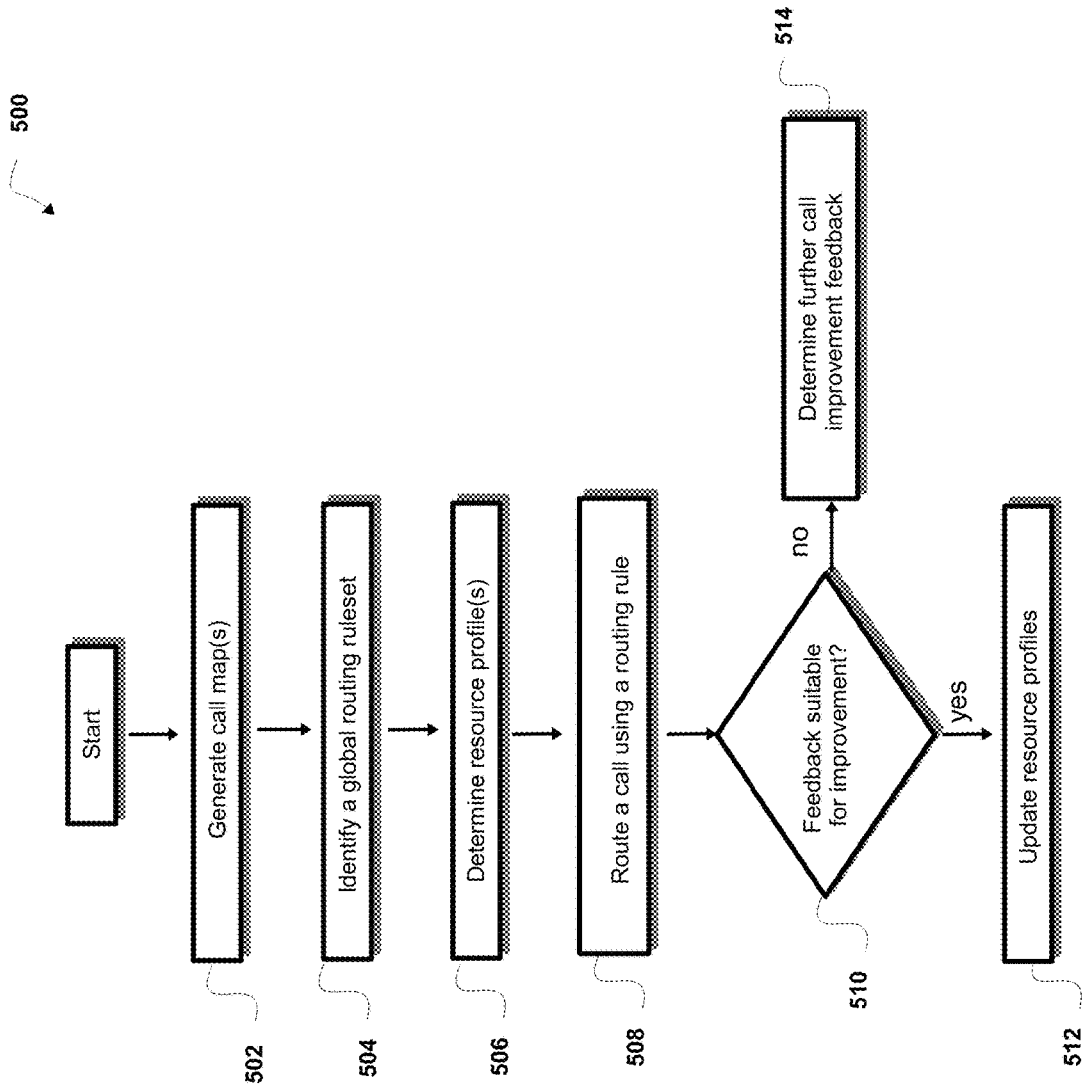 500
Start
Generate call map(s)
502
Identify a global routing ruleset
504
Determine resource profile(s)
506
Route a call using a routing rule
508
Feedback suitable
for improvement?
510
no
Determine further call
improvement feedback
514
yes
Update resource profiles
512